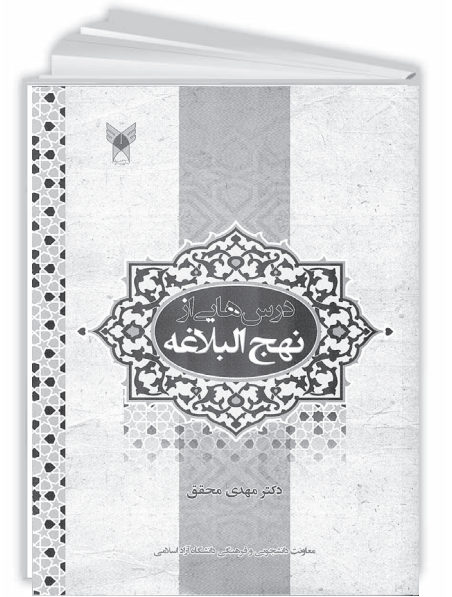 درس‌هایی از
نهج البلاغه
دکتر مهدی محقق
معاونت دانشجویی و فرهنگی دانشگاه آزاد اسلامی